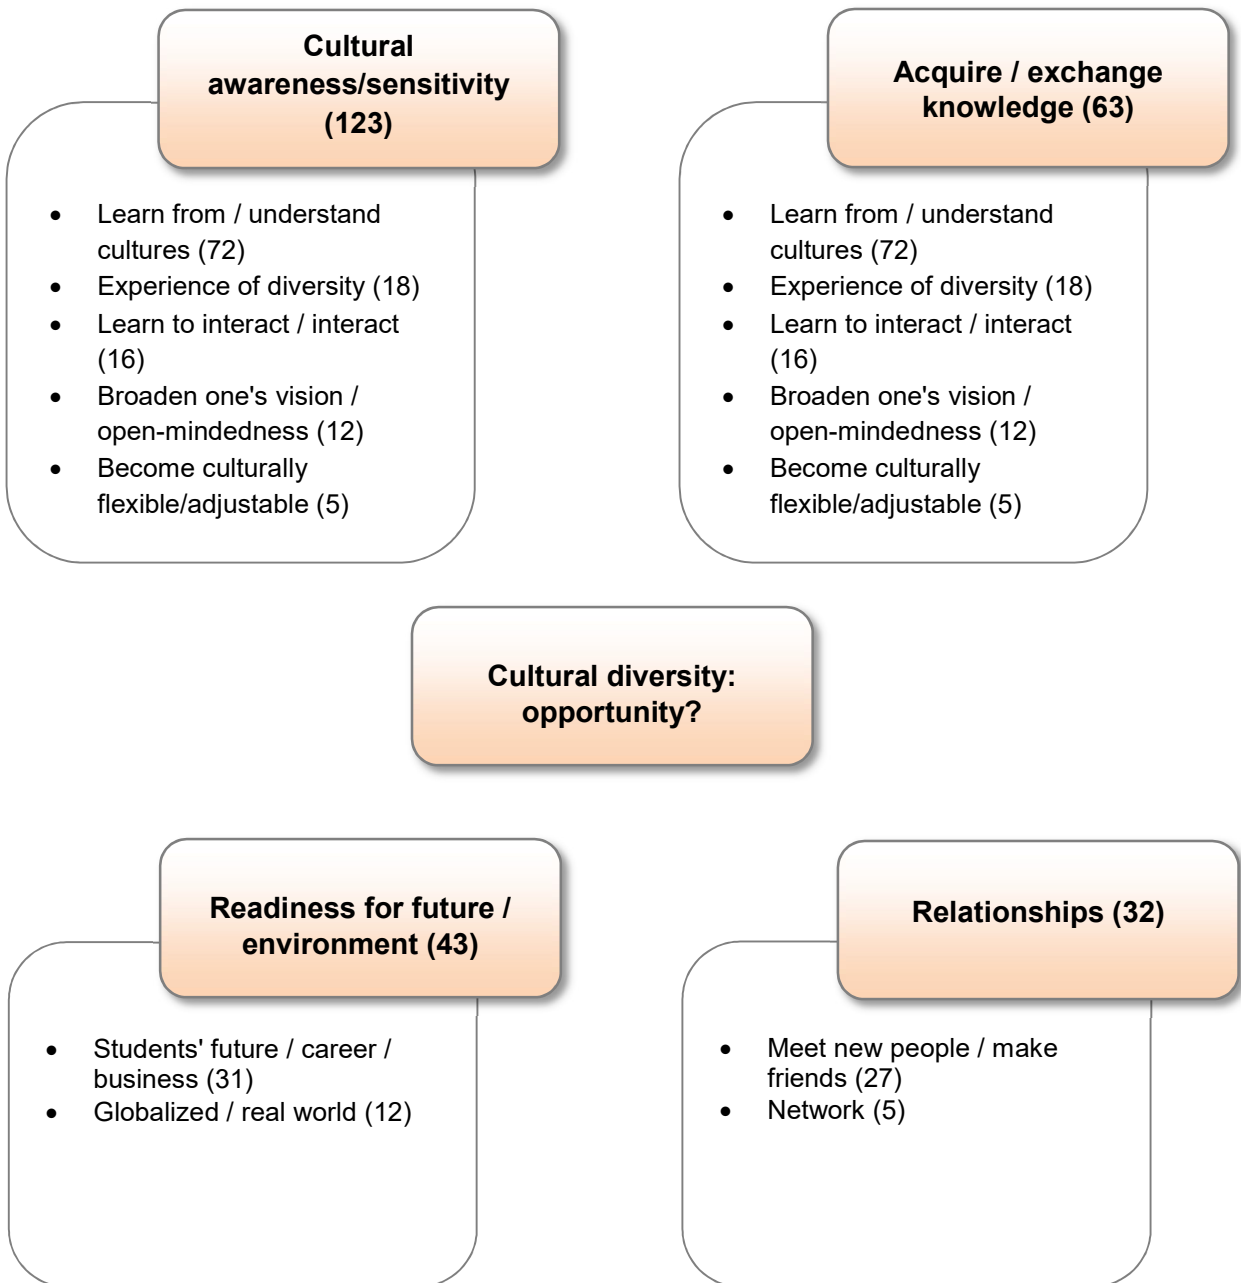 Cultural
awareness/sensitivity
(123)
• Learn from / understand
cultures (72)
• Experience of diversity (18)
• Learn to interact / interact
(16)
• Broaden one's vision /
open-mindedness (12)
• Become culturally
flexible/adjustable (5)
Acquire / exchange
knowledge (63)
• Learn from / understand
cultures (72)
• Experience of diversity (18)
• Learn to interact / interact
(16)
• Broaden one's vision /
open-mindedness (12)
• Become culturally
flexible/adjustable (5)
Cultural diversity:
opportunity?
Readiness for future /
environment (43)
• Students' future / career /
business (31)
• Globalized / real world (12)
Relationships (32)
• Meet new people / make
friends (27)
• Network (5)